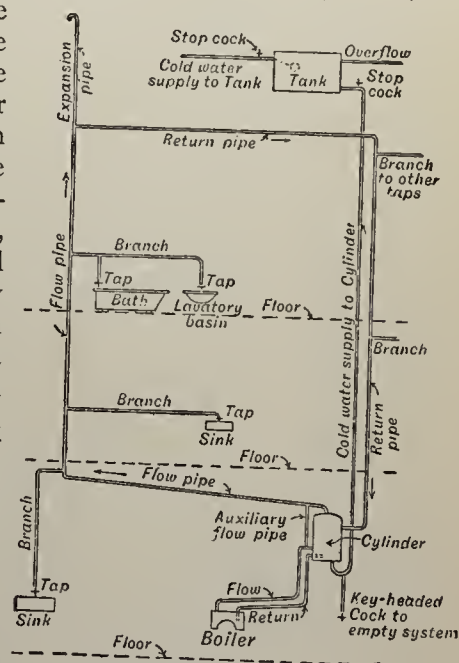 Stop cock
Cold water
supply to Tank
Tank
Overflow
Stop
cock
Expansion
pipe
Return pipe
Branch
to other
taps
Flow pipe
Branch
Tap
Bath
Tap
Lavatory
basin
Floor
Cold water supply to Cylinder
Branch
Return
pipe
Branch
Tap
Sink
Floor
Flow pipe
Auxiliary
flow pipe
Cylinder
Branch
Tap
Sink
Flow
Return
Boiler
Key-headed
Cock to
empty system
Floor